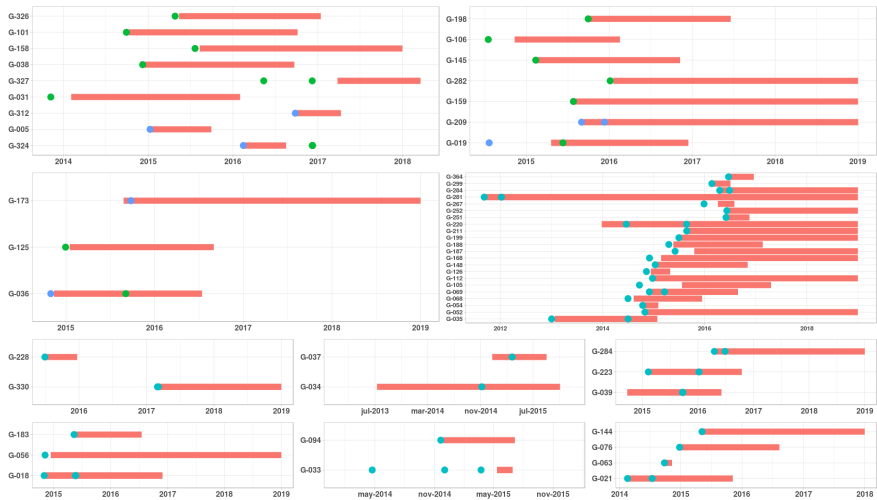 G-326
G-101
G-158
G-038
G-327
G-031
G-312
G-005
G-324
2014 2015 2016 2017 2018
G-198
G-106
G-145
G-282
G-159
G-209
G-019
2015 2016 2017 2018 2019
G-173
G-125
G-036
2015 2016 2017 2018 2019
G-364
G-299
G-284
G-281
G-267
G-252
G-251
G-220
G-211
G-199
G-188
G-187
G-168
G-148
G-126
G-112
G-105
G-089
G-068
G-054
G-052
G-035
2012 2014 2016 2018
G-228
G-330
2016 2017 2018 2019
G-037
G-034
jul-2013 mar-2014 nov-2014 jul-2015
G-284
G-223
G-039
2015 2016 2017 2018 2019
G-183
G-056
G-018
2015 2016 2017 2018 2019
G-094
G-033
may-2014 nov-2014 may-2015 nov-2015
G-144
G-076
G-063
G-021
2014 2015 2016 2017 2018